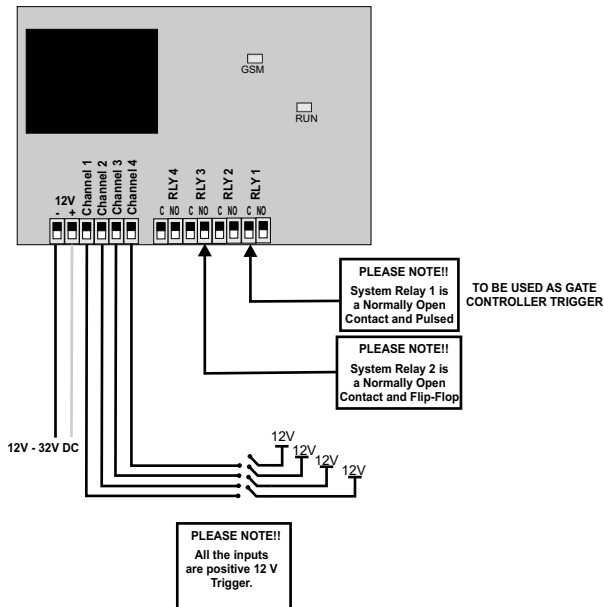 GSM
RUN
12V
- +
Channel 1
Channel 2
Channel 3
Channel 4
RLY 4
RLY 3
RLY 2
RLY 1
C NO C NO C NO C NO
PLEASE NOTE!!
System Relay 1 is
a Normally Open
Contact and Pulsed
TO BE USED AS GATE
CONTROLLER TRIGGER
PLEASE NOTE!!
System Relay 2 is
a Normally Open
Contact and Flip-Flop
12V - 32V DC
12V
12V
12V
12V
PLEASE NOTE!!
All the inputs
are positive 12 V
Trigger.